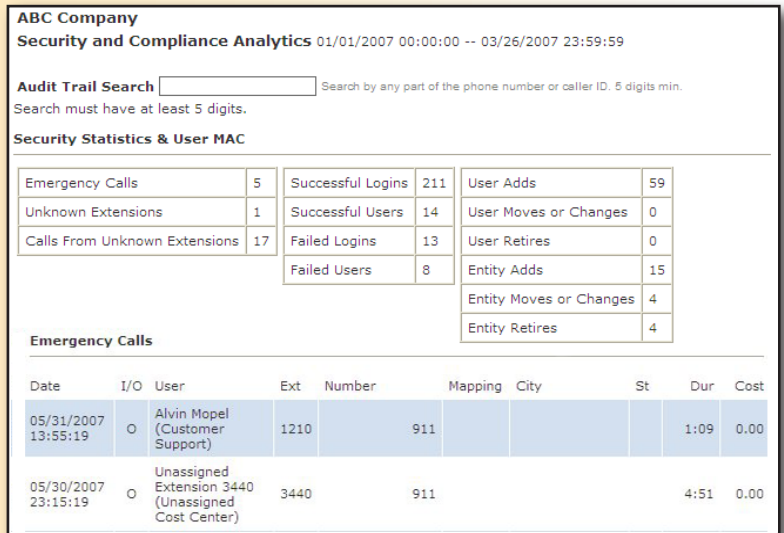 ABC Company
Security and Compliance Analytics 01/01/2007 00:00:00 -- 03/26/2007 23:59:59
Audit Trail Search Search by any part of the phone number or caller ID. 5 digits min.
Search must have at least 5 digits.
Security Statistics & User MAC
Emergency Calls 5
Unknown Extensions 1
Calls From Unknown Extensions 17
Successful Logins 211
Successful Users 14
Failed Logins 13
Failed Users 8
User Adds 59
User Moves or Changes 0
User Retires 0
Entity Adds 15
Entity Moves or Changes 4
Entity Retires 4
Emergency Calls
Date I/O User Ext Number Mapping City St Dur Cost
05/31/2007 13:55:19 O Alvin Mopel (Customer Support) 1210 911 1:09 0.00
05/30/2007 23:15:19 O Unassigned Extension 3440 (Unassigned Cost Center) 3440 911 4:51 0.00